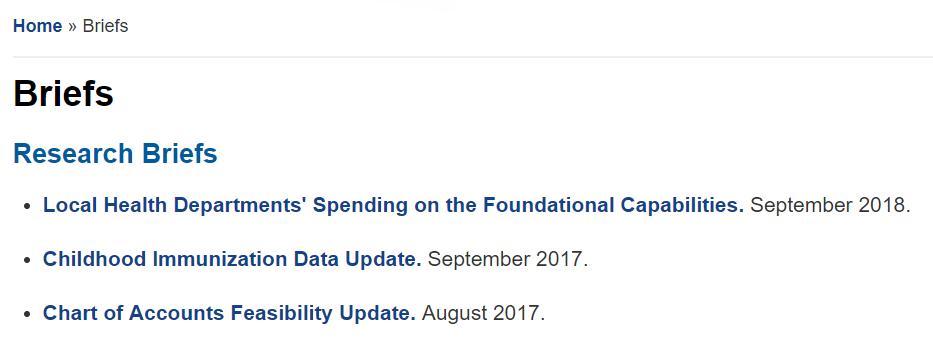 Home » Briefs
Briefs
Research Briefs
• Local Health Departments' Spending on the Foundational Capabilities. September 2018.
• Childhood Immunization Data Update. September 2017.
• Chart of Accounts Feasibility Update. August 2017.